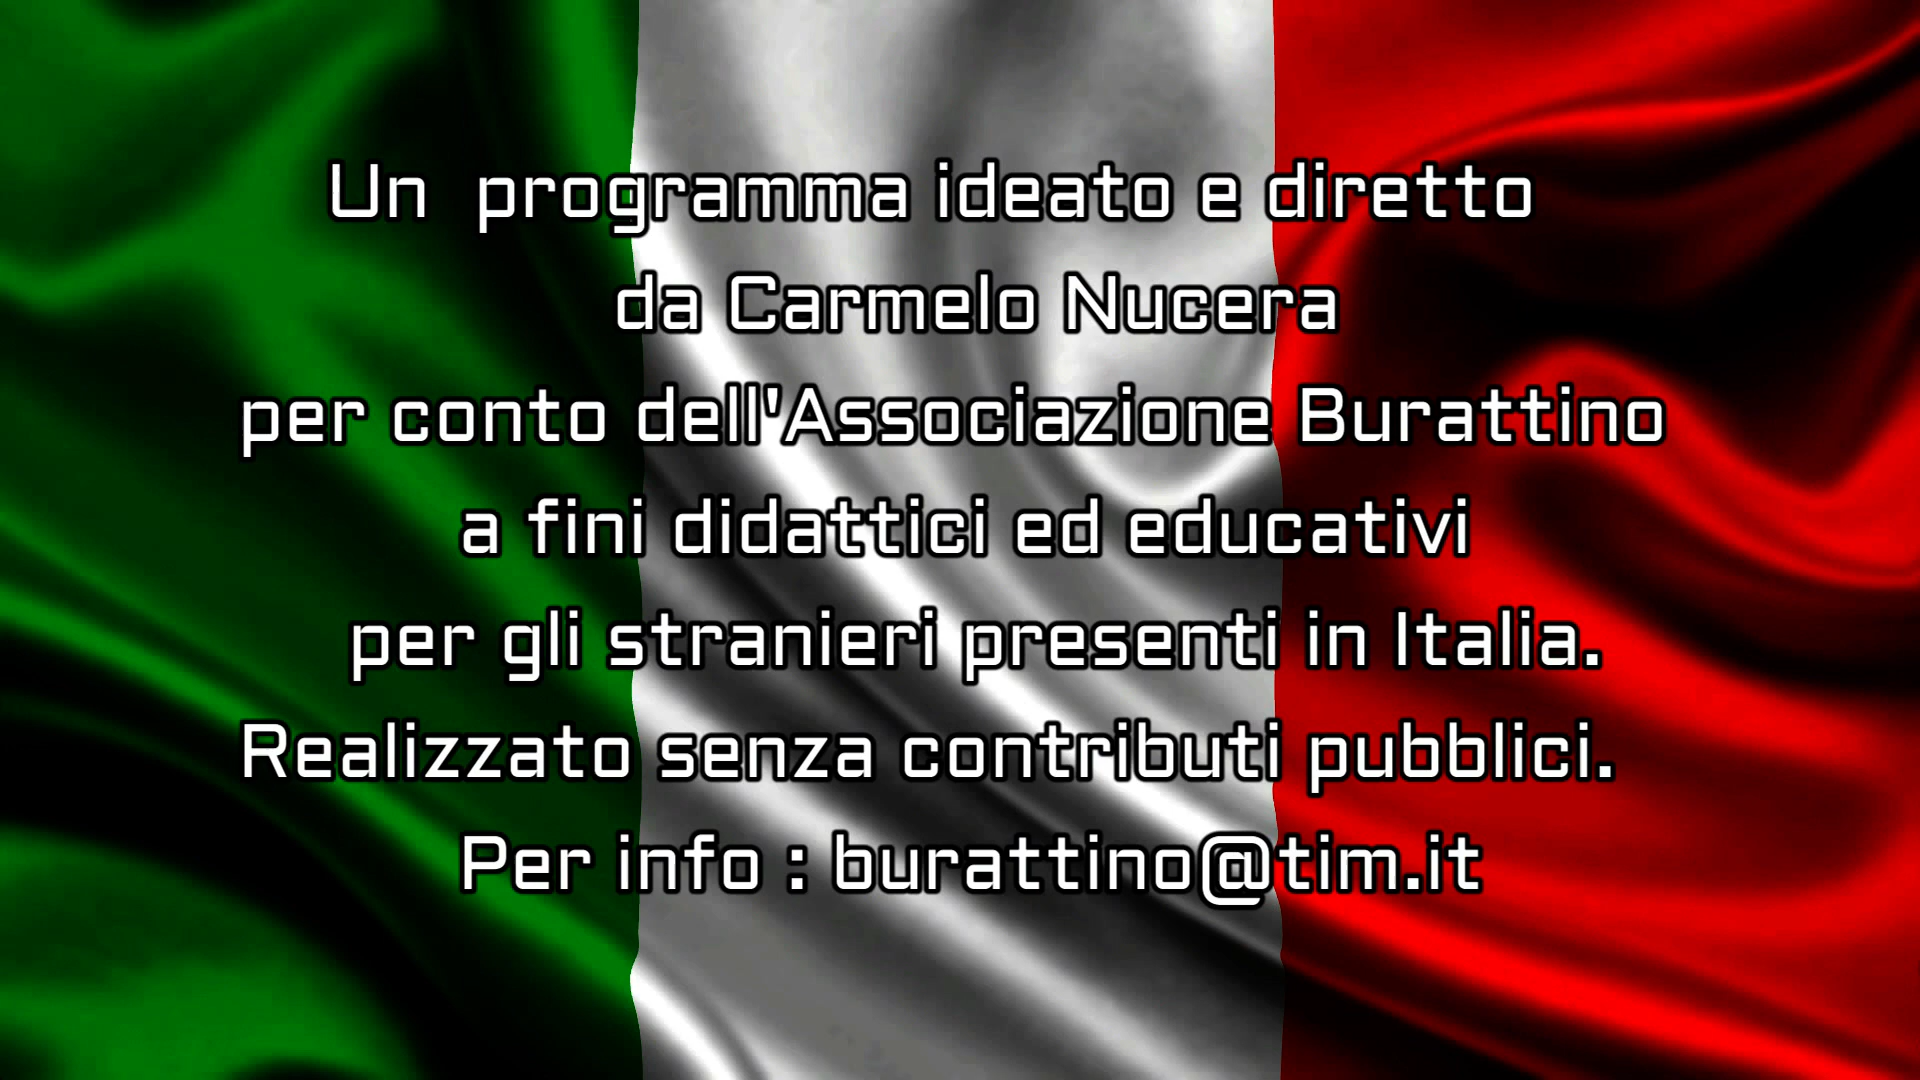 Un  programma ideato e diretto
da Carmelo Nucera
per conto dell'Associazione Burattino
a fini didattici ed educativi
per gli stranieri presenti in Italia.
Realizzato senza contributi pubblici.
Per info : burattino@tim.it